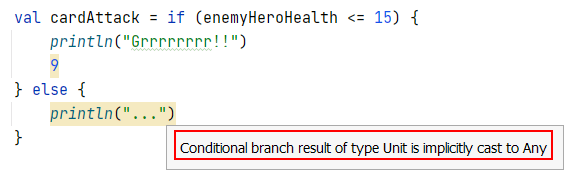 val cardAttack = if (enemyHeroHealth <= 15) {
    println("Grrrrrrrr!!")
    9
} else {
    println("...")
}
Conditional branch result of type Unit is implicitly cast to Any